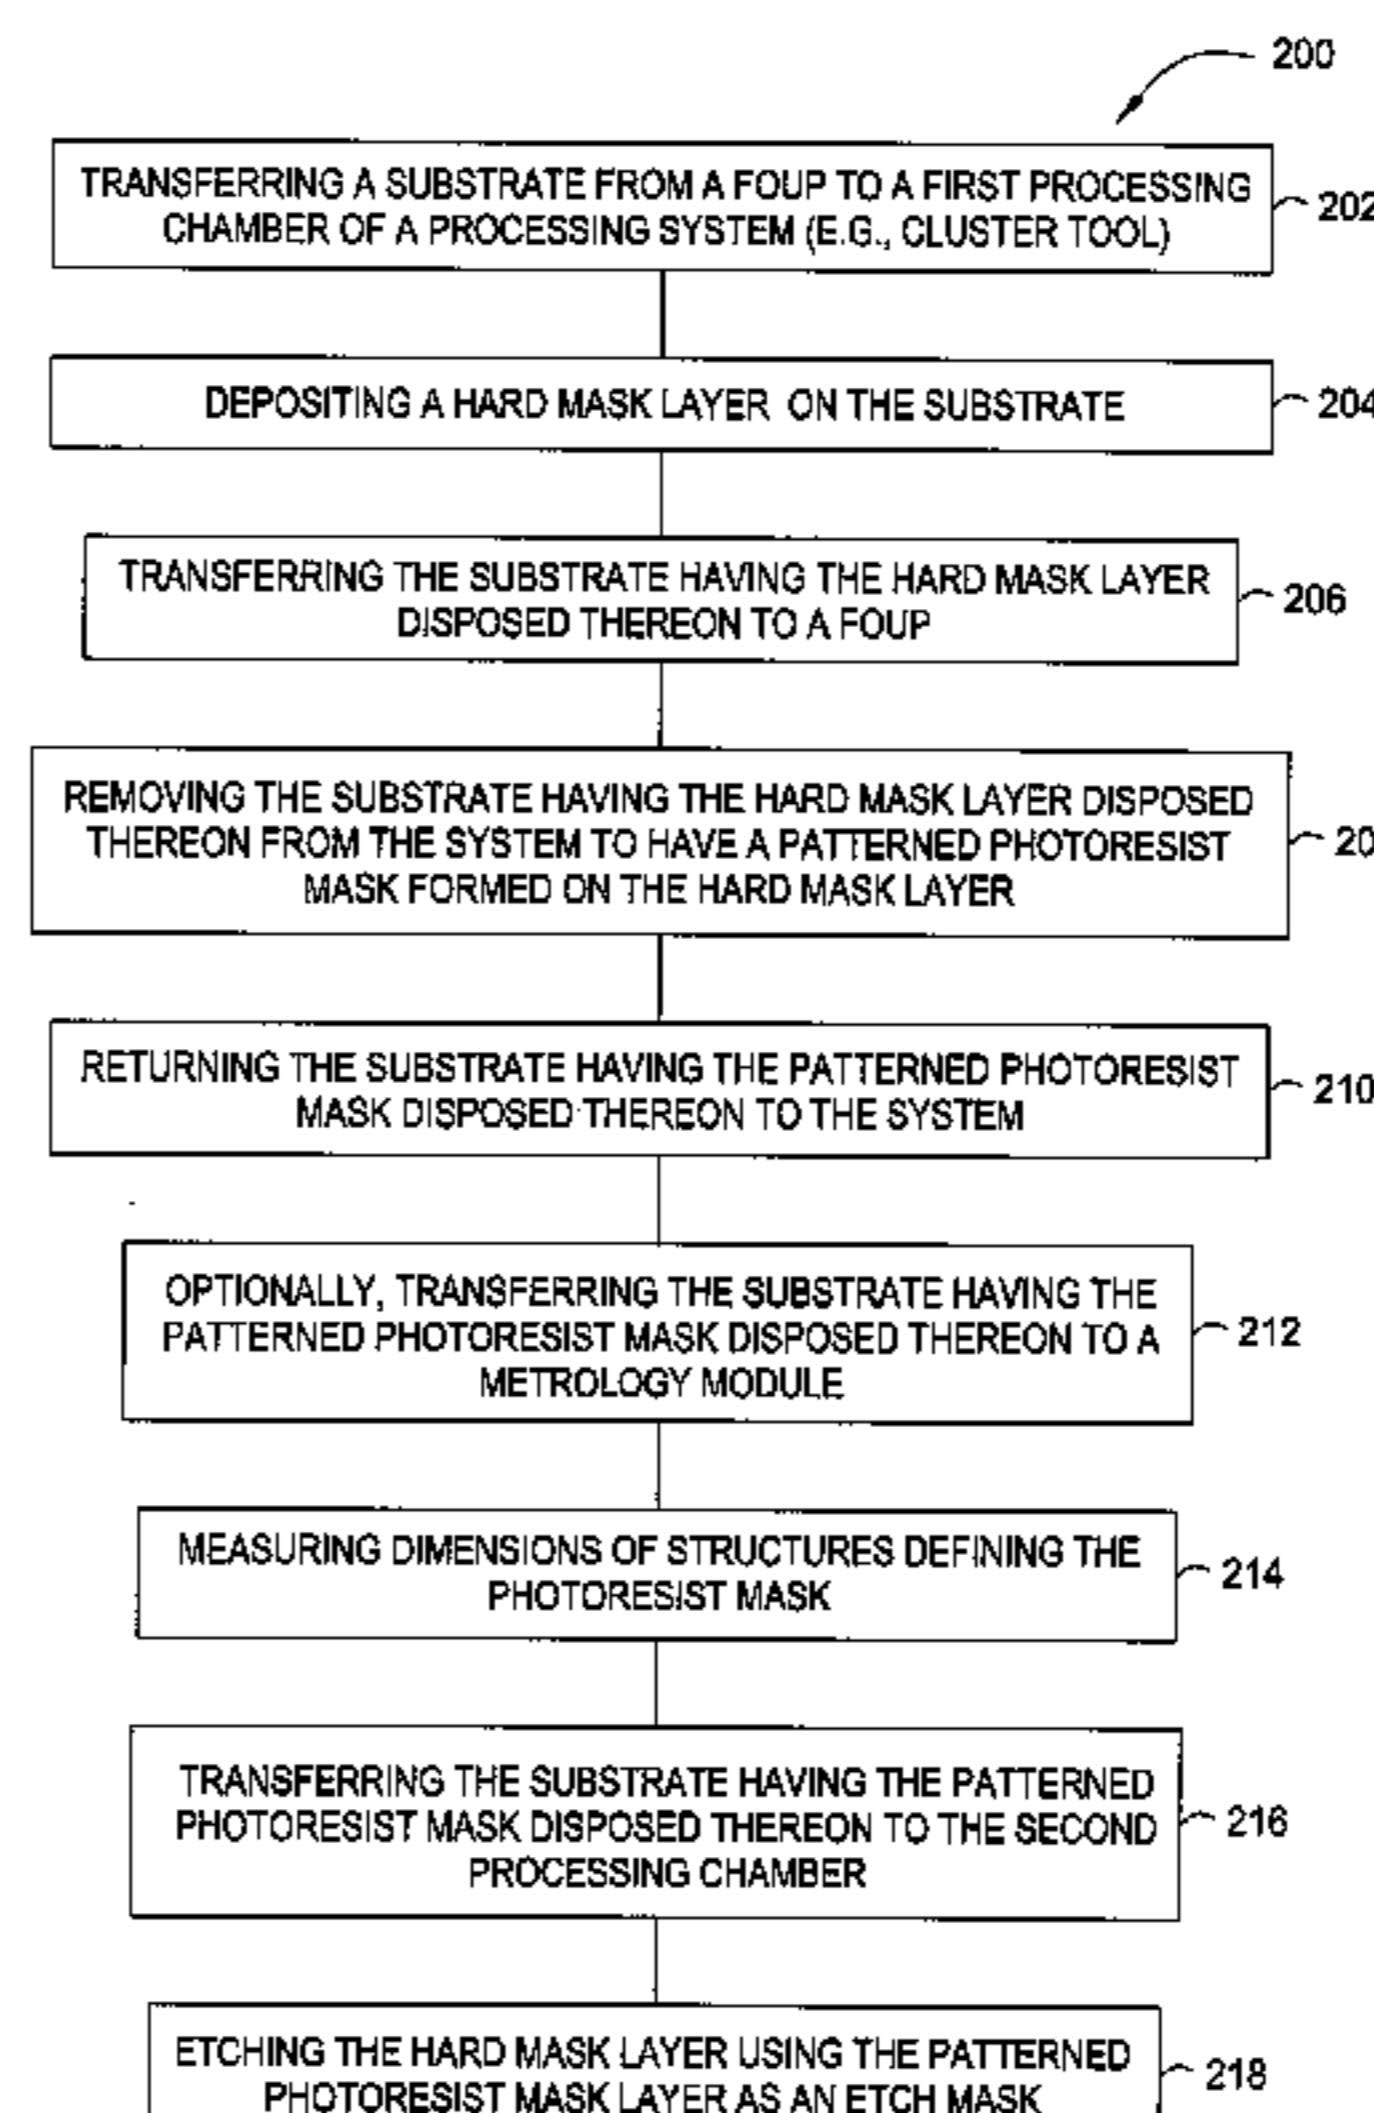 200
TRANSFERRING A SUBSTRATE FROM A FOUP TO A FIRST PROCESSING
CHAMBER OF A PROCESSING SYSTEM (E.G., CLUSTER TOOL)
202
DEPOSITING A HARD MASK LAYER ON THE SUBSTRATE
204
TRANSFERRING THE SUBSTRATE HAVING THE HARD MASK LAYER
DISPOSED THEREON TO A FOUP
206
REMOVING THE SUBSTRATE HAVING THE HARD MASK LAYER DISPOSED
THEREON FROM THE SYSTEM TO HAVE A PATTERNED PHOTORESIST
MASK FORMED ON THE HARD MASK LAYER
20
RETURNING THE SUBSTRATE HAVING THE PATTERNED PHOTORESIST
MASK DISPOSED THEREON TO THE SYSTEM
210
OPTIONALLY, TRANSFERRING THE SUBSTRATE HAVING THE
PATTERNED PHOTORESIST MASK DISPOSED THEREON TO A
METROLOGY MODULE
212
MEASURING DIMENSIONS OF STRUCTURES DEFINING THE
PHOTORESIST MASK
214
TRANSFERRING THE SUBSTRATE HAVING THE PATTERNED
PHOTORESIST MASK DISPOSED THEREON TO THE SECOND
PROCESSING CHAMBER
216
ETCHING THE HARD MASK LAYER USING THE PATTERNED
PHOTORESIST MASK LAYER AS AN ETCH MASK
218